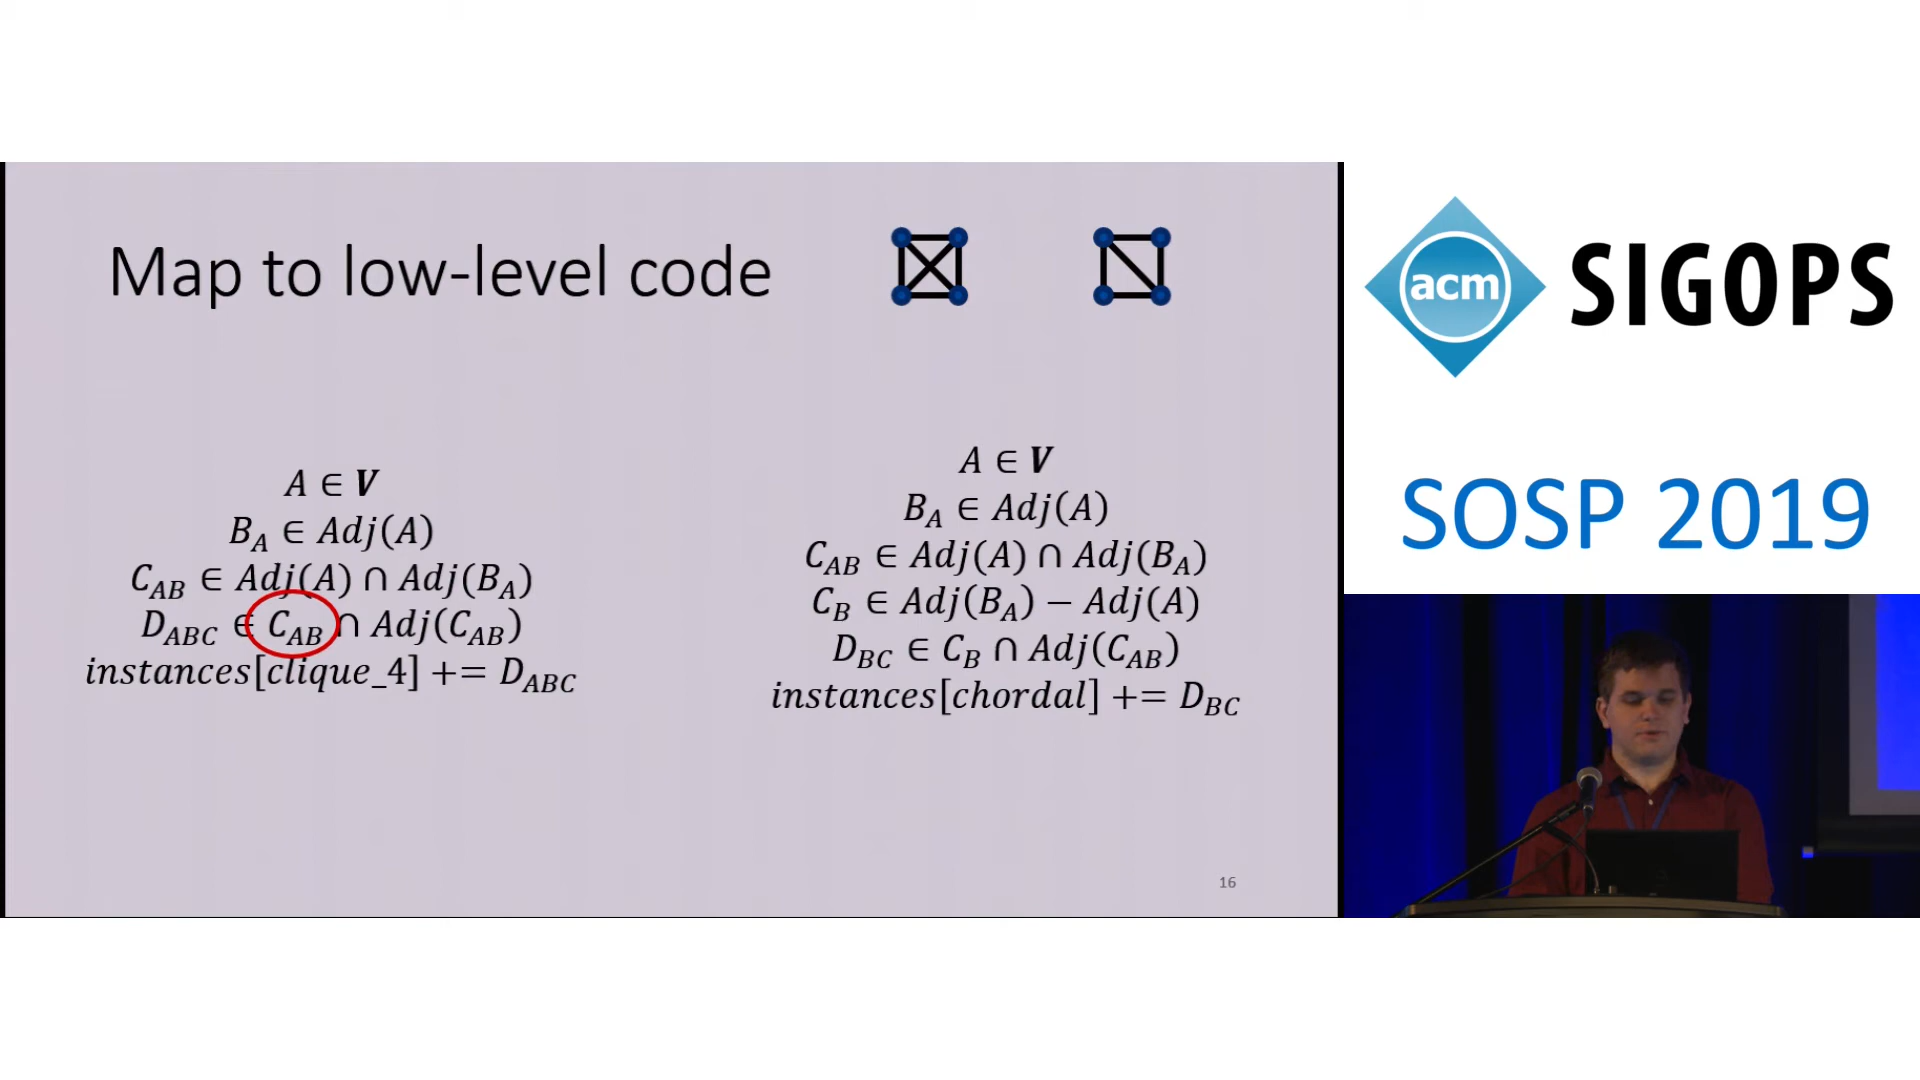 Map to low-level code
A ∈ V
B_A ∈ Adj(A)
C_AB ∈ Adj(A) ∩ Adj(B_A)
D_ABC ∈ C_AB ∩ Adj(C_AB)
instances[clique_4] += D_ABC
A ∈ V
B_A ∈ Adj(A)
C_AB ∈ Adj(A) ∩ Adj(B_A)
C_B ∈ Adj(B_A) − Adj(A)
D_BC ∈ C_B ∩ Adj(C_AB)
instances[chordal] += D_BC
16
acm
SIGOPS
SOSP 2019